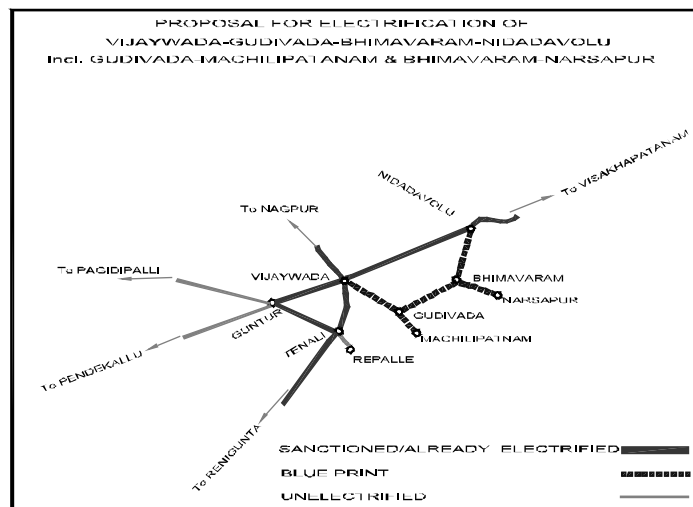 PROPOSAL FOR ELECTRIFICATION OF
VIJAYWADA-GUDIVADA-BHIMAVARAM-NIDADAVOLU
Incl. GUDIVADA-MACHILIPATANAM & BHIMAVARAM-NARSAPUR
To VISAKHAPATANAM
NIDADAVOLU
To NAGPUR
To PAGIDIPALLI
VIJAYWADA
BHIMAVARAM
NARSAPUR
GUNTUR
GUDIVADA
TENALI
MACHILIPATNAM
REPALLE
To PENDEKALLU
To RENIGUNTA
SANCTIONED/ALREADY ELECTRIFIED
BLUE PRINT
UNELECTRIFIED